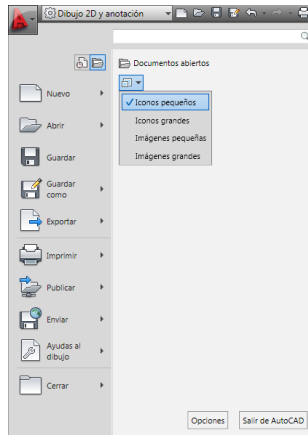 Dibujo 2D y anotación
Documentos abiertos
Nuevo
Iconos pequeños
Iconos grandes
Abrir
Imágenes pequeñas
Guardar
Imágenes grandes
Guardar
como
Exportar
Imprimir
Publicar
Enviar
Ayudas al
dibujo
Cerrar
Opciones
Salir de AutoCAD